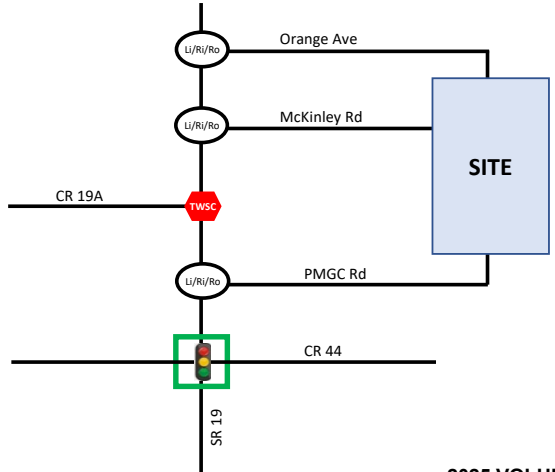 Orange Ave
Li/Ri/Ro
McKinley Rd
Li/Ri/Ro
SITE
CR 19A
TWSC
PMGC Rd
Li/Ri/Ro
CR 44
SR 19